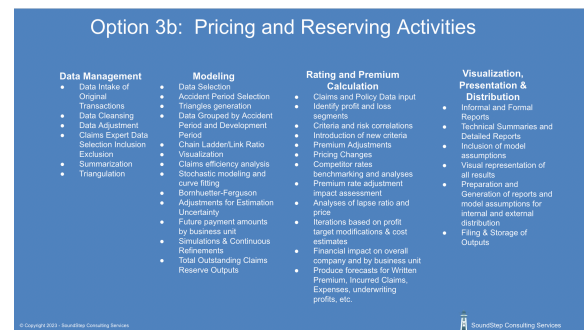 Option 3b: Pricing and Reserving Activities
Data Management
● Data Intake of
Original
Transactions
● Data Cleansing
● Data Adjustment
● Claims Expert Data
Selection Inclusion
Exclusion
● Summarization
● Triangulation
Modeling
● Data Selection
● Accident Period Selection
● Triangles generation
● Data Grouped by Accident
Period and Development
Period
● Chain Ladder/Link Ratio
● Visualization
● Claims efficiency analysis
● Stochastic modeling and
curve fitting
● Bornhuetter-Ferguson
● Adjustments for Estimation
Uncertainty
● Future payment amounts
by business unit
● Simulations & Continuous
Refinements
● Total Outstanding Claims
Reserve Outputs
Rating and Premium
Calculation
● Claims and Policy Data input
● Identify profit and loss
segments
● Criteria and risk correlations
● Introduction of new criteria
● Premium Adjustments
● Pricing Changes
● Competitor rates
benchmarking and analyses
● Premium rate adjustment
impact assessment
● Analyses of lapse ratio and
price
● Iterations based on profit
target modifications & cost
estimates
● Financial impact on overall
company and by business unit
● Produce forecasts for Written
Premium, Incurred Claims,
Expenses, underwriting
profits, etc.
Visualization,
Presentation &
Distribution
● Informal and Formal
Reports
● Technical Summaries and
Detailed Reports
● Inclusion of model
assumptions
● Visual representation of
all results
● Preparation and
Generation of reports and
model assumptions for
internal and external
distribution
● Filing & Storage of
Outputs
© Copyright 2023 - SoundStep Consulting Services
SoundStep Consulting Services